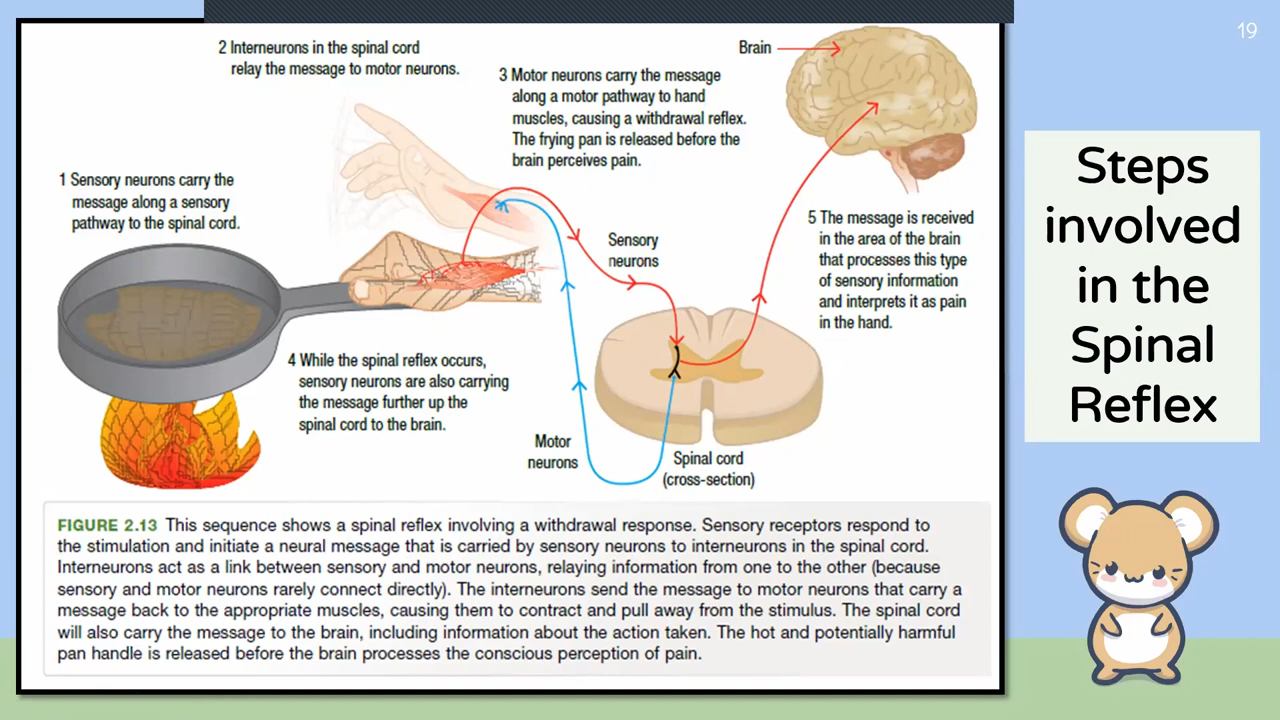 19
2 Interneurons in the spinal cord
relay the message to motor neurons.
Brain
3 Motor neurons carry the message
along a motor pathway to hand
muscles, causing a withdrawal reflex.
The frying pan is released before the
brain perceives pain.
1 Sensory neurons carry the
message along a sensory
pathway to the spinal cord.
Sensory
neurons
5 The message is received
in the area of the brain
that processes this type
of sensory information
and interprets it as pain
in the hand.
4 While the spinal reflex occurs,
sensory neurons are also carrying
the message further up the
spinal cord to the brain.
Motor
neurons
Spinal cord
(cross-section)
FIGURE 2.13 This sequence shows a spinal reflex involving a withdrawal response. Sensory receptors respond to
the stimulation and initiate a neural message that is carried by sensory neurons to interneurons in the spinal cord.
Interneurons act as a link between sensory and motor neurons, relaying information from one to the other (because
sensory and motor neurons rarely connect directly). The interneurons send the message to motor neurons that carry a
message back to the appropriate muscles, causing them to contract and pull away from the stimulus. The spinal cord
will also carry the message to the brain, including information about the action taken. The hot and potentially harmful
pan handle is released before the brain processes the conscious perception of pain.
Steps
involved
in the
Spinal
Reflex